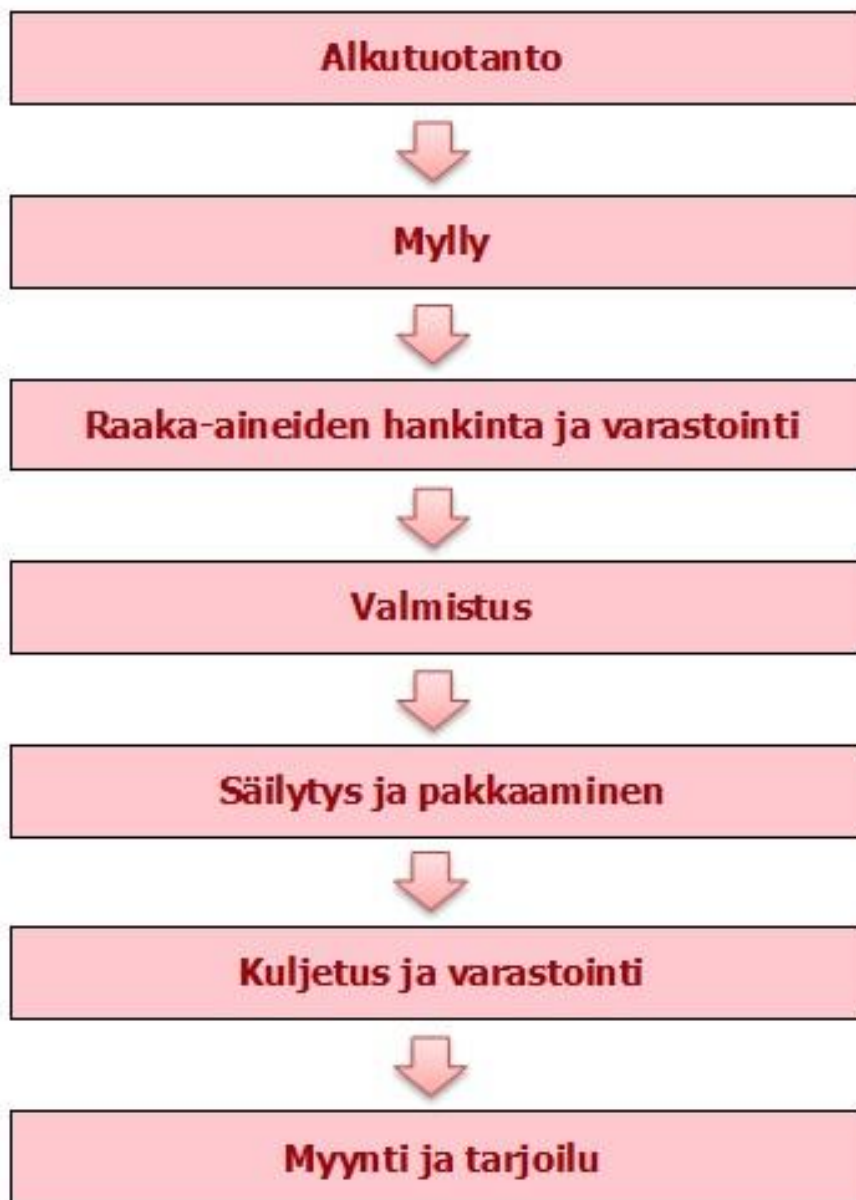 Alkutuotanto
Mylly
Raaka-aineiden hankinta ja varastointi
Valmistus
Säilytys ja pakkaaminen
Kuljetus ja varastointi
Myynti ja tarjoilu